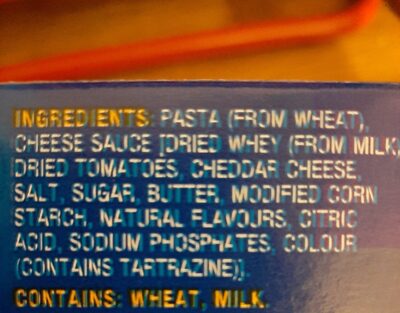 INGREDIENTS: PASTA (FROM WHEAT),
CHEESE SAUCE [DRIED WHEY (FROM MILK,
DRIED TOMATOES, CHEDDAR CHEESE,
SALT, SUGAR, BUTTER, MODIFIED CORN
STARCH, NATURAL FLAVOURS, CITRIC
ACID, SODIUM PHOSPHATES, COLOUR
(CONTAINS TARTRAZINE)].
CONTAINS: WHEAT, MILK.